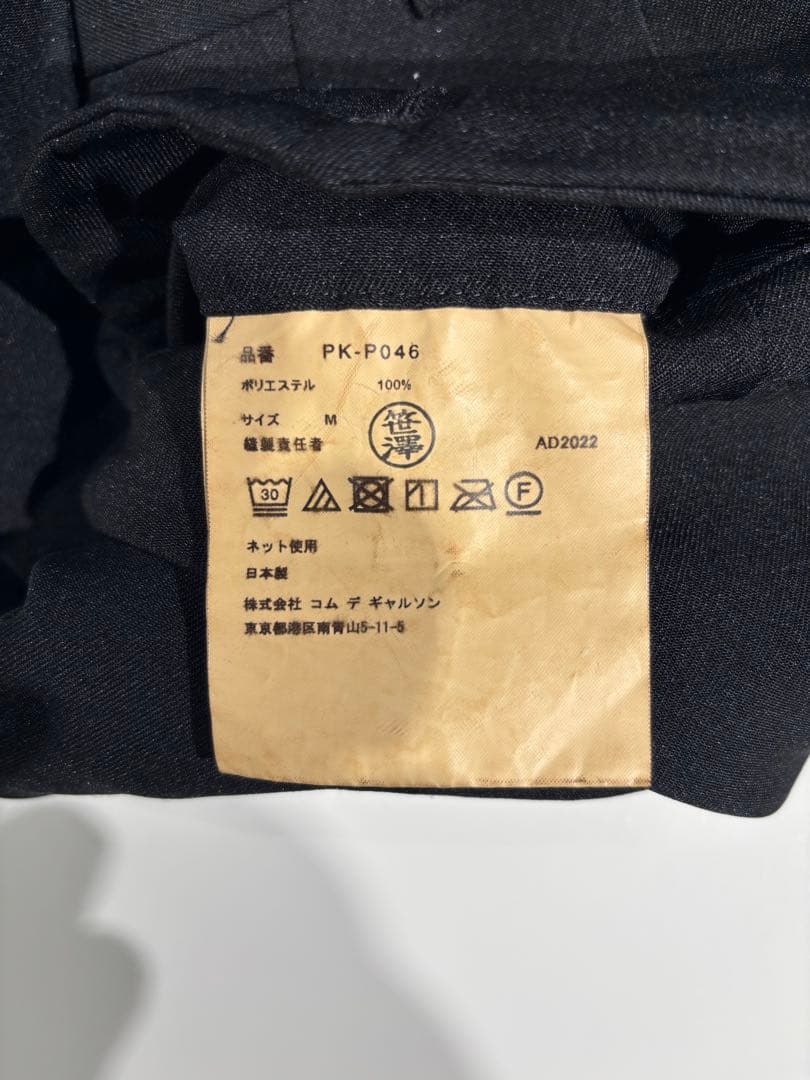 品番 PK-P046
ポリエステル 100%
サイズ M
縫製責任者 笹澤 AD2022
30 F
ネット使用
日本製
株式会社 コム デ ギャルソン
東京都港区南青山5-11-5